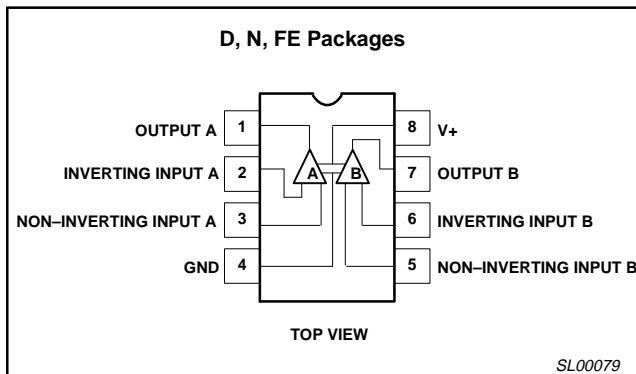 D, N, FE Packages
OUTPUT A 1 8 V+
INVERTING INPUT A 2 A B 7 OUTPUT B
NON–INVERTING INPUT A 3 6 INVERTING INPUT B
GND 4 5 NON–INVERTING INPUT B
TOP VIEW
SL00079